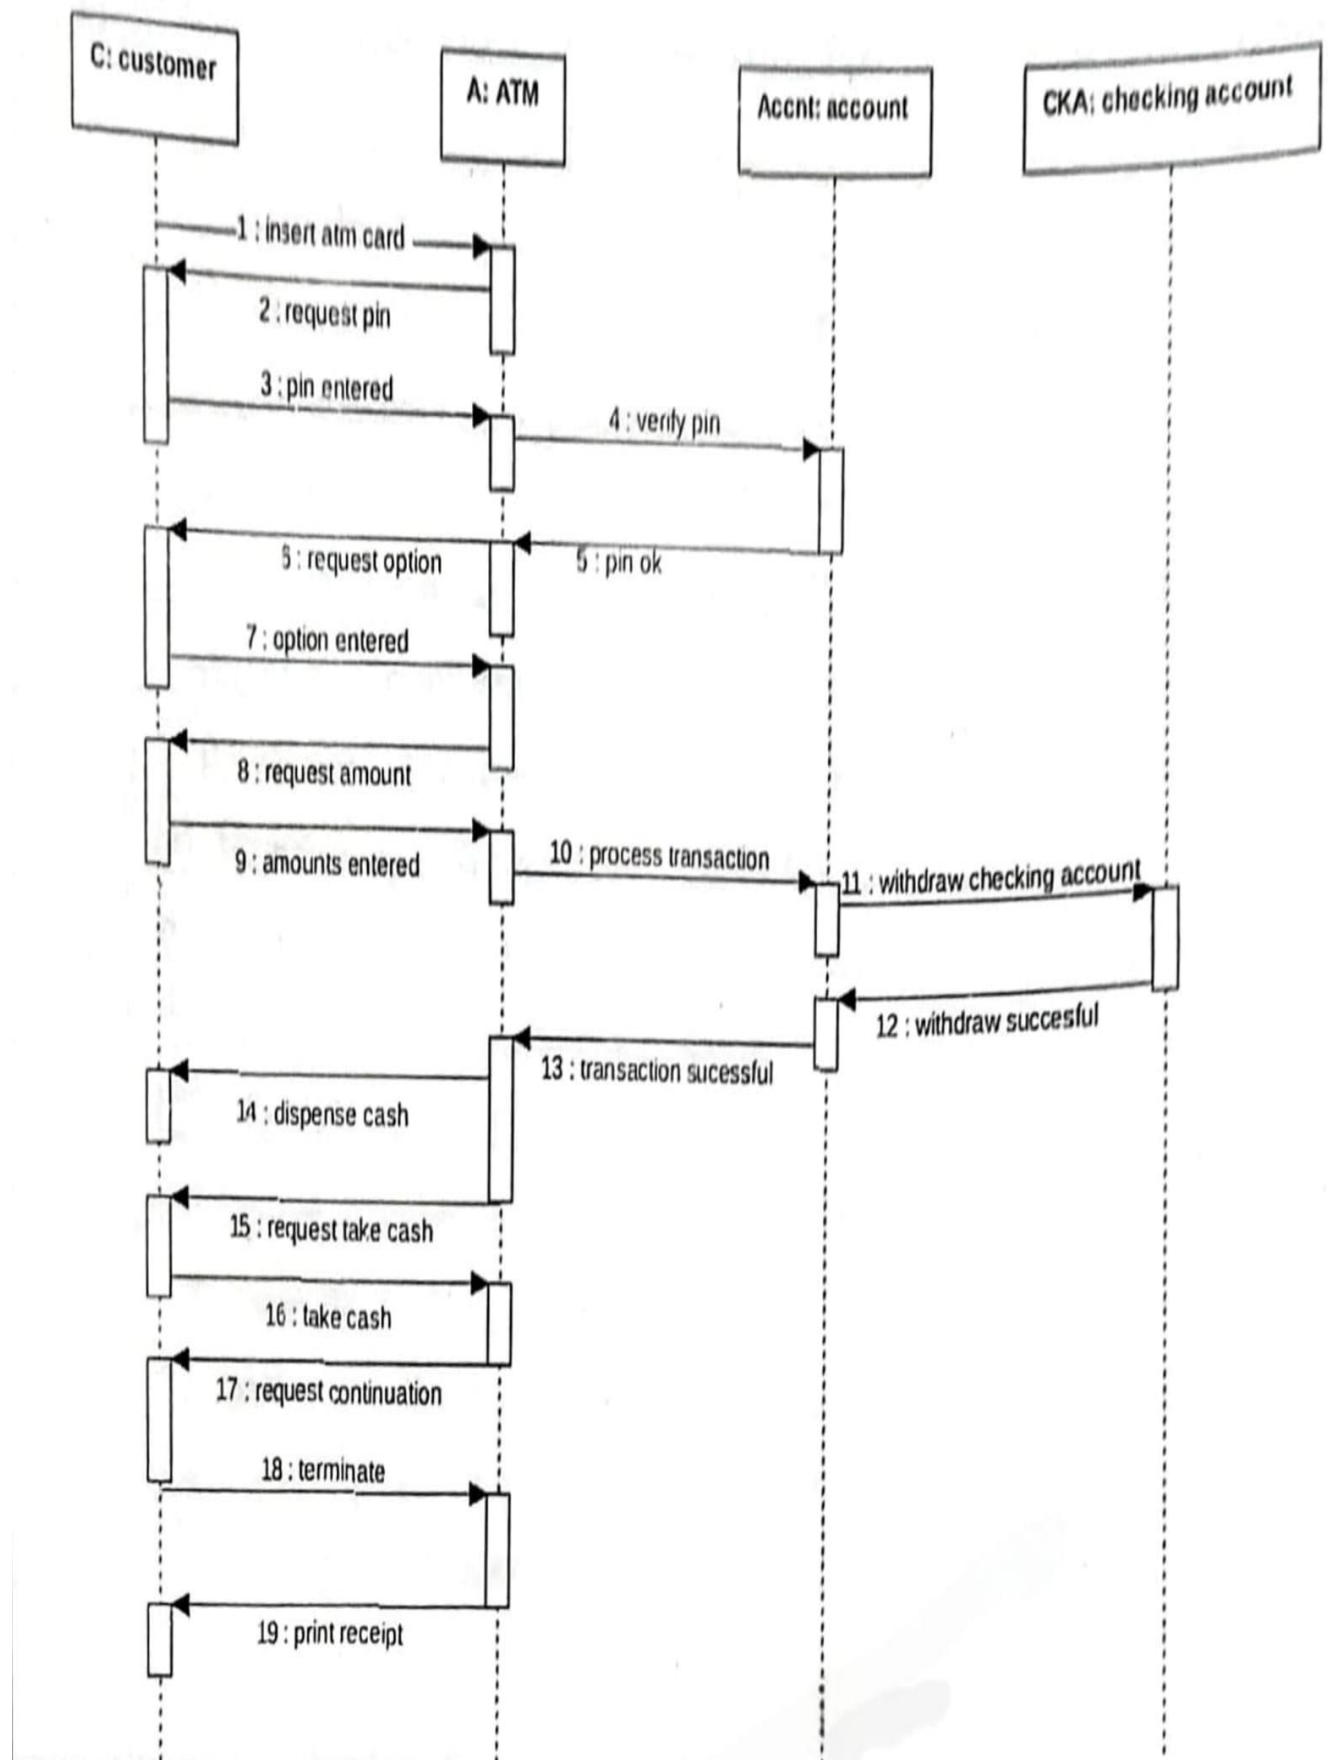 C: customer
A: ATM
Accnt: account
CKA: checking account
1 : insert atm card
2 : request pin
3 : pin entered
4 : verify pin
5 : pin ok
6 : request option
7 : option entered
8 : request amount
9 : amounts entered
10 : process transaction
11 : withdraw checking account
12 : withdraw succesful
13 : transaction sucessful
14 : dispense cash
15 : request take cash
16 : take cash
17 : request continuation
18 : terminate
19 : print receipt